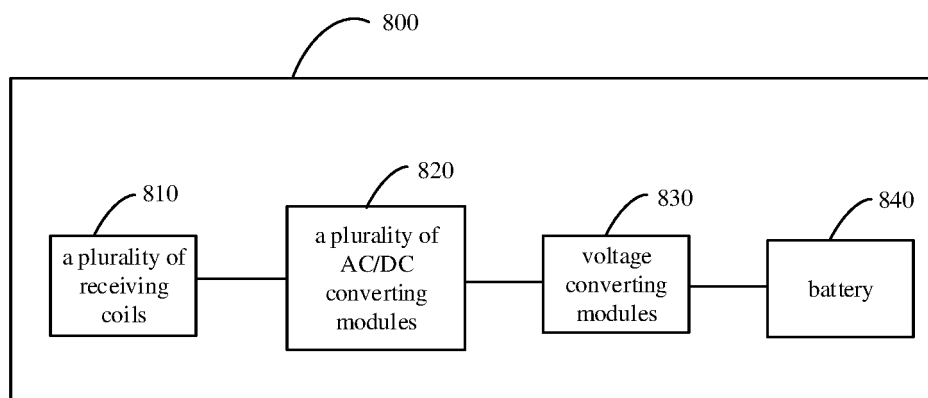 800
810
a plurality of
receiving
coils
820
a plurality of
AC/DC
converting
modules
830
voltage
converting
modules
840
battery